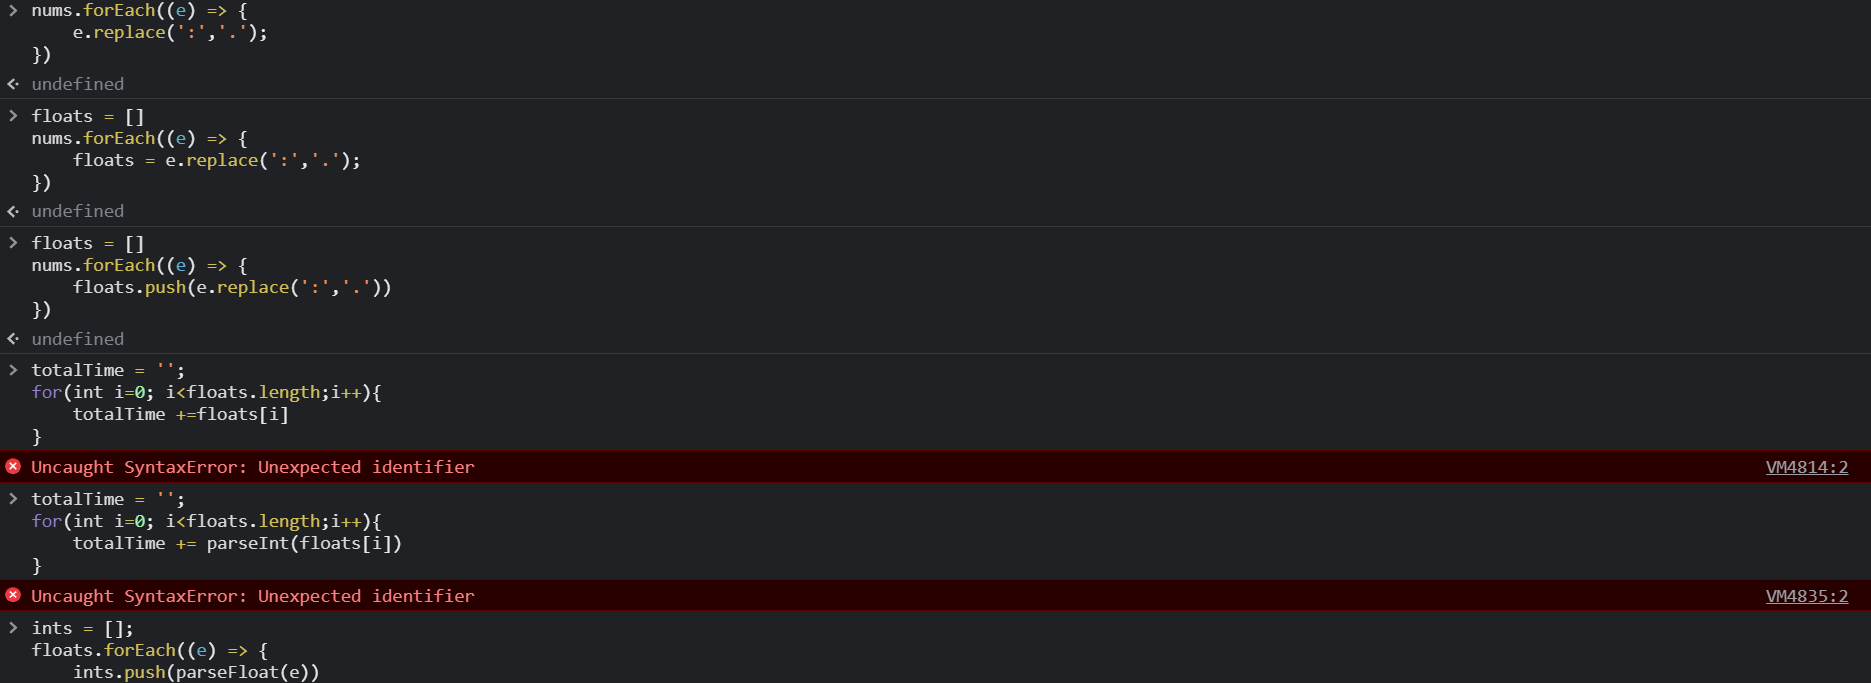 > nums.forEach((e) => {
    e.replace(':','.');
})
undefined
> floats = []
nums.forEach((e) => {
    floats = e.replace(':','.');
})
undefined
> floats = []
nums.forEach((e) => {
    floats.push(e.replace(':','.'))
})
undefined
> totalTime = '';
for(int i=0; i<floats.length;i++){
    totalTime +=floats[i]
}
Uncaught SyntaxError: Unexpected identifier VM4814:2
> totalTime = '';
for(int i=0; i<floats.length;i++){
    totalTime += parseInt(floats[i])
}
Uncaught SyntaxError: Unexpected identifier VM4835:2
> ints = [];
floats.forEach((e) => {
    ints.push(parseFloat(e))